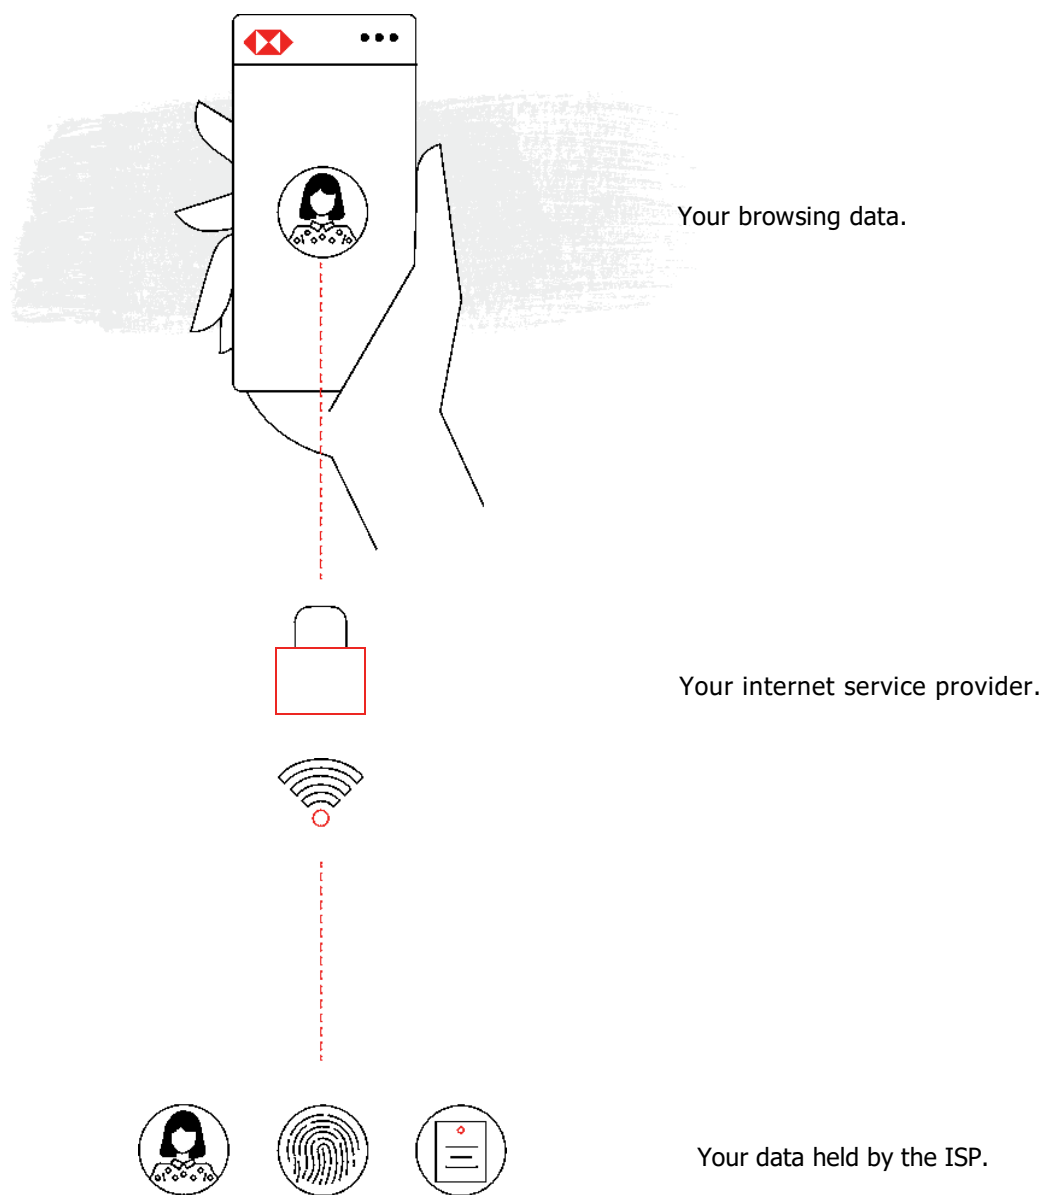 Your browsing data.
Your internet service provider.
Your data held by the ISP.